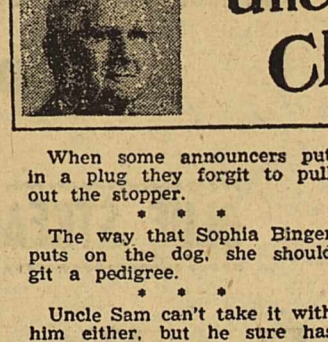 Cl
When some announcers put
in a plug they forgit to pull
out the stopper.
* * *
The way that Sophia Binger
puts on the dog, she should
git a pedigree.
* * *
Uncle Sam can't take it with
him either, but he sure has